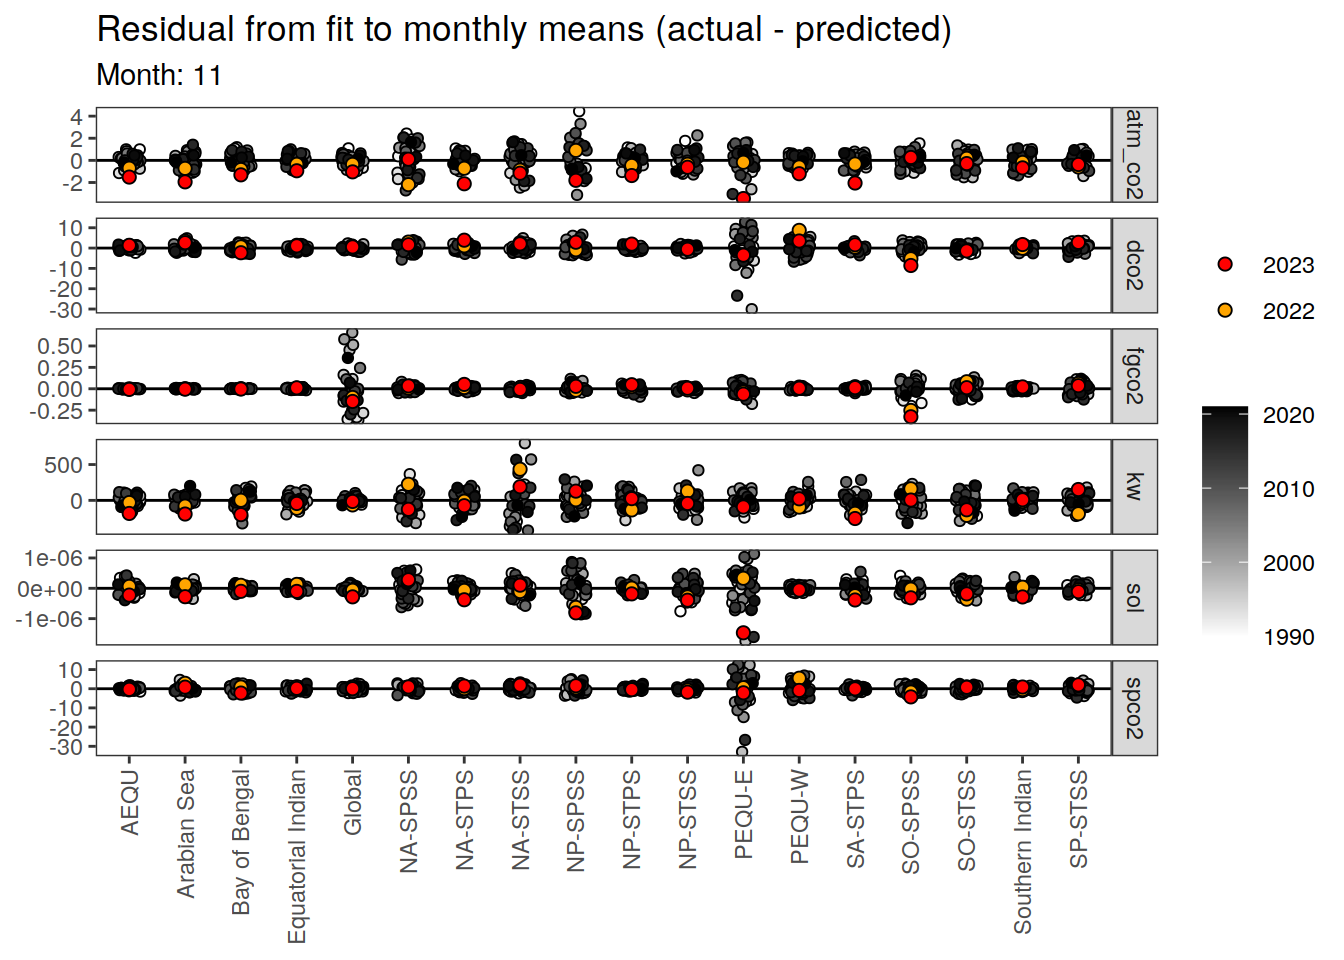 Residual from fit to monthly means (actual - predicted)
Month: 11
4
2
0
-2
atm_co2
10
0
-10
-20
-30
dco2
0.50
0.25
0.00
-0.25
fgco2
500
0
kw
1e-06
0e+00
-1e-06
sol
10
0
-10
-20
-30
spco2
AEQU
Arabian Sea
Bay of Bengal
Equatorial Indian
Global
NA-SPSS
NA-STPS
NA-STSS
NP-SPSS
NP-STPS
NP-STSS
PEQU-E
PEQU-W
SA-STPS
SO-SPSS
SO-STSS
Southern Indian
SP-STSS
2023
2022
2020
2010
2000
1990